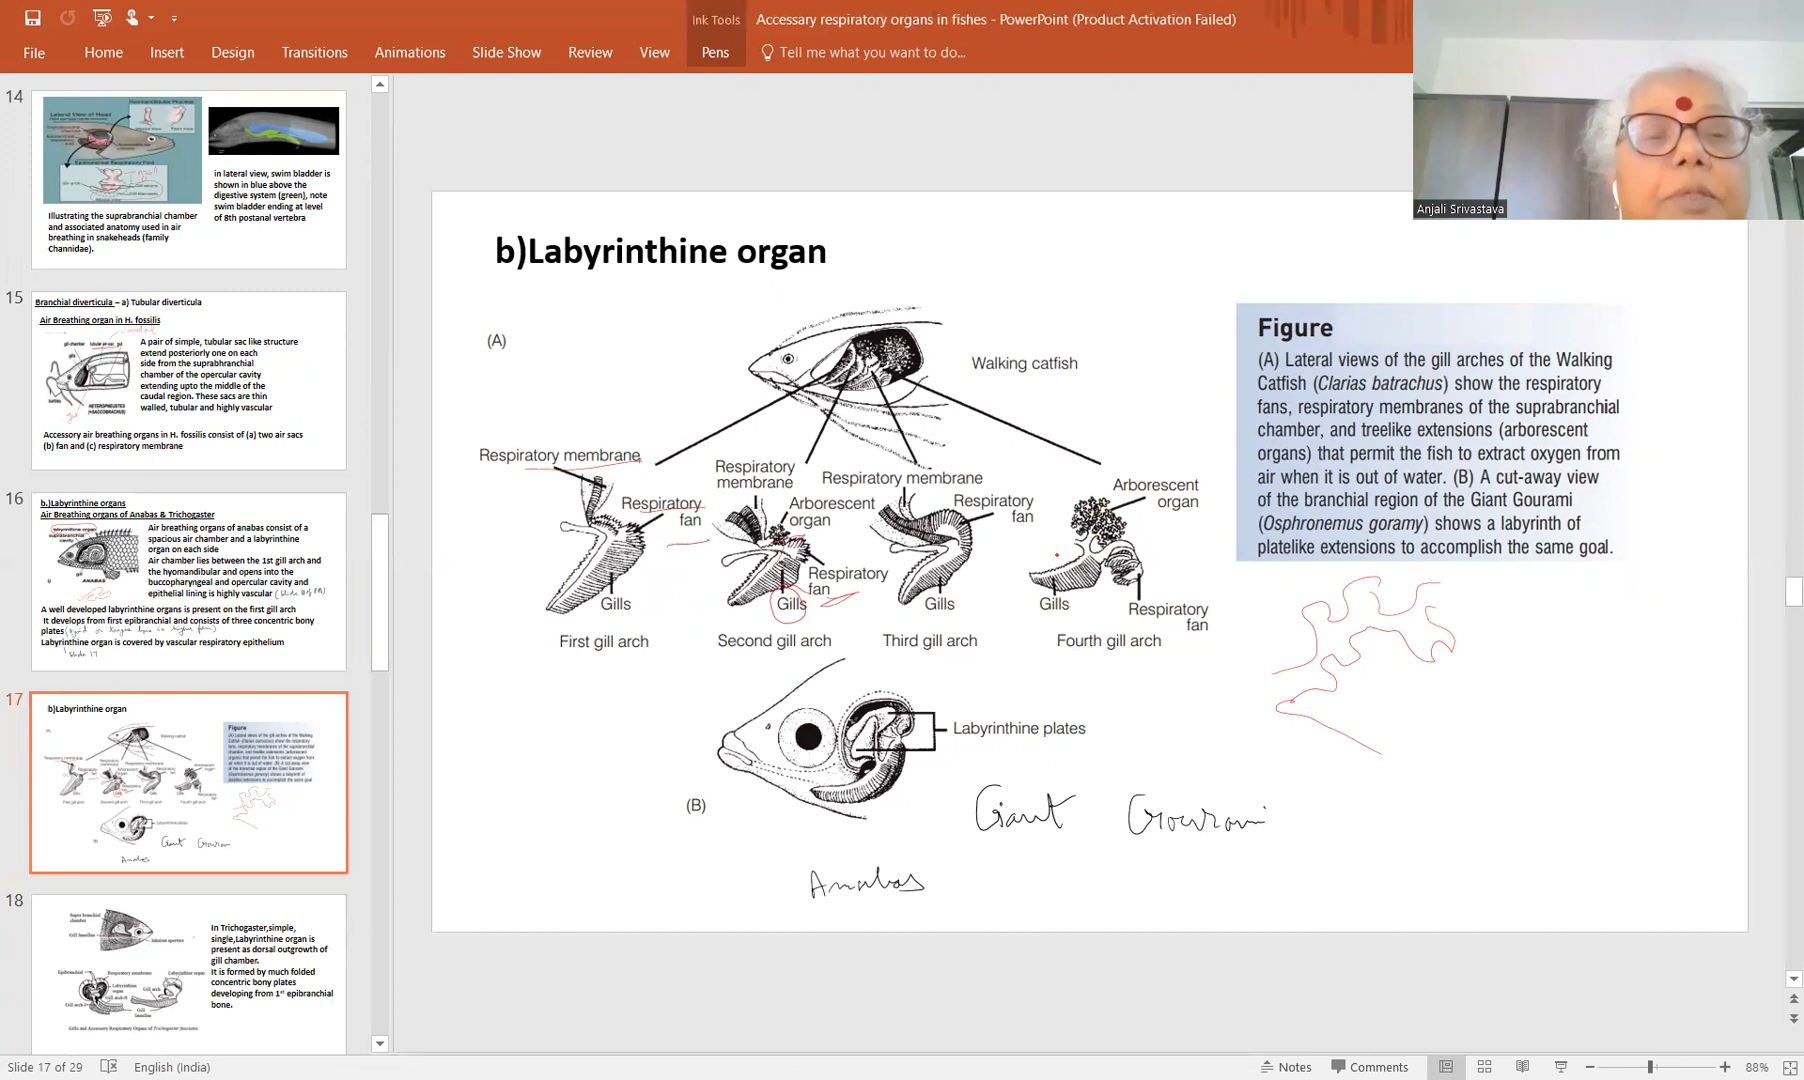 Ink Tools
Accessary respiratory organs in fishes - PowerPoint (Product Activation Failed)
File Home Insert Design Transitions Animations Slide Show Review View Pens Tell me what you want to do...
14
Lateral View of Head
in lateral view, swim bladder is
shown in blue above the
digestive system (green), note
swim bladder ending at level
of 8th postanal vertebra
Illustrating the suprabranchial chamber
and associated anatomy used in air
breathing in snakeheads (family
Channidae).
15
Branchial diverticula – a) Tubular diverticula
Air Breathing organ in H. fossilis
A pair of simple, tubular sac like structure
extend posteriorly one on each
side from the suprabranchial
chamber of the opercular cavity
extending upto the middle of the
caudal region. These sacs are thin
walled, tubular and highly vascular
Accessory air breathing organs in H. fossilis consist of (a) two air sacs
(b) fan and (c) respiratory membrane
16
b.)Labyrinthine organs
Air Breathing organs of Anabas & Trichogaster
Air breathing organs of anabas consist of a
spacious air chamber and a labyrinthine
organ on each side
Air chamber lies between the 1st gill arch and
the hyomandibular and opens into the
buccopharyngeal and opercular cavity and
epithelial lining is highly vascular
ANABAS
A well developed labyrinthine organs is present on the first gill arch
It develops from first epibranchial and consists of three concentric bony
plates
Labyrinthine organ is covered by vascular respiratory epithelium
Slide 17
17
b)Labyrinthine organ
18
In Trichogaster,simple,
single,Labyrinthine organ is
present as dorsal outgrowth of
gill chamber.
It is formed by much folded
concentric bony plates
developing from 1st epibranchial
bone.
Gills and Accessory Respiratory Organs of Trichogaster fasciatus
b)Labyrinthine organ
(A)
Walking catfish
Respiratory membrane
Respiratory
fan
Gills
First gill arch
Respiratory
membrane
Arborescent
organ
Respiratory
fan
Gills
Second gill arch
Respiratory membrane
Respiratory
fan
Gills
Third gill arch
Arborescent
organ
Gills
Respiratory
fan
Fourth gill arch
Labyrinthine plates
(B)
Giant Gourami
Anabas
Figure
(A) Lateral views of the gill arches of the Walking
Catfish (Clarias batrachus) show the respiratory
fans, respiratory membranes of the suprabranchial
chamber, and treelike extensions (arborescent
organs) that permit the fish to extract oxygen from
air when it is out of water. (B) A cut-away view
of the branchial region of the Giant Gourami
(Osphronemus goramy) shows a labyrinth of
platelike extensions to accomplish the same goal.
Anjali Srivastava
Slide 17 of 29 English (India) Notes Comments 88%